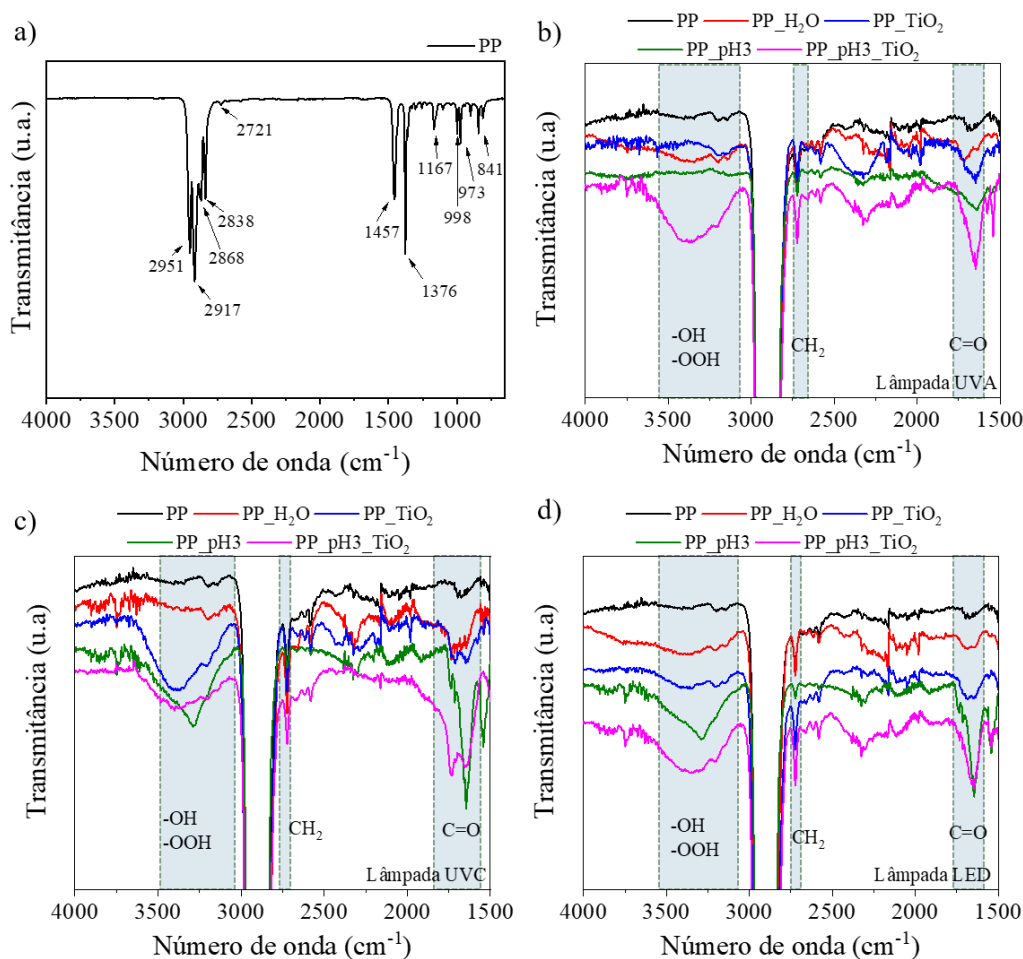 a)
PP
2721
2838
2868
2951
2917
1457
1376
1167
998
973
841
Transmitância (u.a.)
4000 3500 3000 2500 2000 1500 1000
Número de onda (cm⁻¹)
b)
PP PP_H₂O PP_TiO₂
PP_pH3 PP_pH3_TiO₂
Transmitância (u.a)
-OH
-OOH
CH₂
C=O
Lâmpada UVA
4000 3500 3000 2500 2000 1500
Número de onda (cm⁻¹)
c)
PP PP_H₂O PP_TiO₂
PP_pH3 PP_pH3_TiO₂
Transmitância (u.a)
-OH
-OOH
CH₂
C=O
Lâmpada UVC
4000 3500 3000 2500 2000 1500
Número de onda (cm⁻¹)
d)
PP PP_H₂O PP_TiO₂
PP_pH3 PP_pH3_TiO₂
Transmitância (u.a)
-OH
-OOH
CH₂
C=O
Lâmpada LED
4000 3500 3000 2500 2000 1500
Número de onda (cm⁻¹)